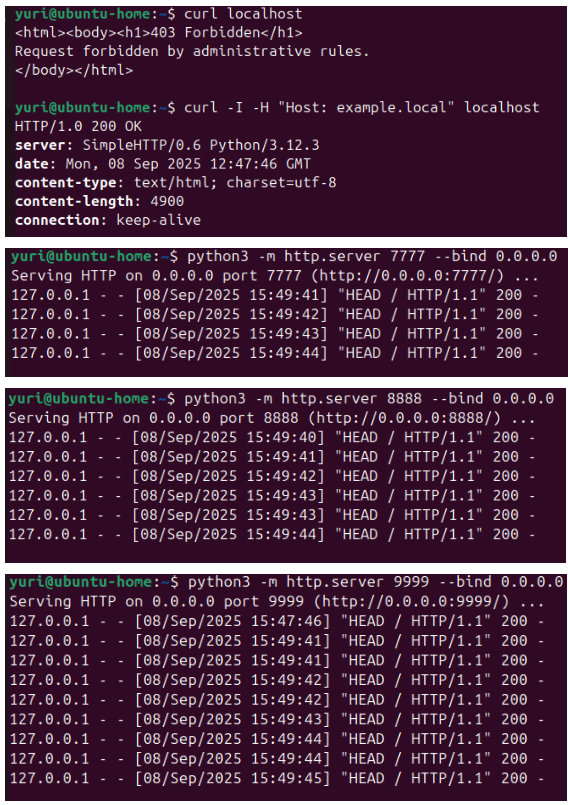 yuri@ubuntu-home:~$ curl localhost
<html><body><h1>403 Forbidden</h1>
Request forbidden by administrative rules.
</body></html>
yuri@ubuntu-home:~$ curl -I -H "Host: example.local" localhost
HTTP/1.0 200 OK
server: SimpleHTTP/0.6 Python/3.12.3
date: Mon, 08 Sep 2025 12:47:46 GMT
content-type: text/html; charset=utf-8
content-length: 4900
connection: keep-alive
yuri@ubuntu-home:~$ python3 -m http.server 7777 --bind 0.0.0.0
Serving HTTP on 0.0.0.0 port 7777 (http://0.0.0.0:7777/) ...
127.0.0.1 - - [08/Sep/2025 15:49:41] "HEAD / HTTP/1.1" 200 -
127.0.0.1 - - [08/Sep/2025 15:49:42] "HEAD / HTTP/1.1" 200 -
127.0.0.1 - - [08/Sep/2025 15:49:43] "HEAD / HTTP/1.1" 200 -
127.0.0.1 - - [08/Sep/2025 15:49:44] "HEAD / HTTP/1.1" 200 -
yuri@ubuntu-home:~$ python3 -m http.server 8888 --bind 0.0.0.0
Serving HTTP on 0.0.0.0 port 8888 (http://0.0.0.0:8888/) ...
127.0.0.1 - - [08/Sep/2025 15:49:40] "HEAD / HTTP/1.1" 200 -
127.0.0.1 - - [08/Sep/2025 15:49:41] "HEAD / HTTP/1.1" 200 -
127.0.0.1 - - [08/Sep/2025 15:49:42] "HEAD / HTTP/1.1" 200 -
127.0.0.1 - - [08/Sep/2025 15:49:43] "HEAD / HTTP/1.1" 200 -
127.0.0.1 - - [08/Sep/2025 15:49:43] "HEAD / HTTP/1.1" 200 -
127.0.0.1 - - [08/Sep/2025 15:49:44] "HEAD / HTTP/1.1" 200 -
yuri@ubuntu-home:~$ python3 -m http.server 9999 --bind 0.0.0.0
Serving HTTP on 0.0.0.0 port 9999 (http://0.0.0.0:9999/) ...
127.0.0.1 - - [08/Sep/2025 15:47:46] "HEAD / HTTP/1.1" 200 -
127.0.0.1 - - [08/Sep/2025 15:49:41] "HEAD / HTTP/1.1" 200 -
127.0.0.1 - - [08/Sep/2025 15:49:41] "HEAD / HTTP/1.1" 200 -
127.0.0.1 - - [08/Sep/2025 15:49:42] "HEAD / HTTP/1.1" 200 -
127.0.0.1 - - [08/Sep/2025 15:49:42] "HEAD / HTTP/1.1" 200 -
127.0.0.1 - - [08/Sep/2025 15:49:43] "HEAD / HTTP/1.1" 200 -
127.0.0.1 - - [08/Sep/2025 15:49:44] "HEAD / HTTP/1.1" 200 -
127.0.0.1 - - [08/Sep/2025 15:49:44] "HEAD / HTTP/1.1" 200 -
127.0.0.1 - - [08/Sep/2025 15:49:45] "HEAD / HTTP/1.1" 200 -